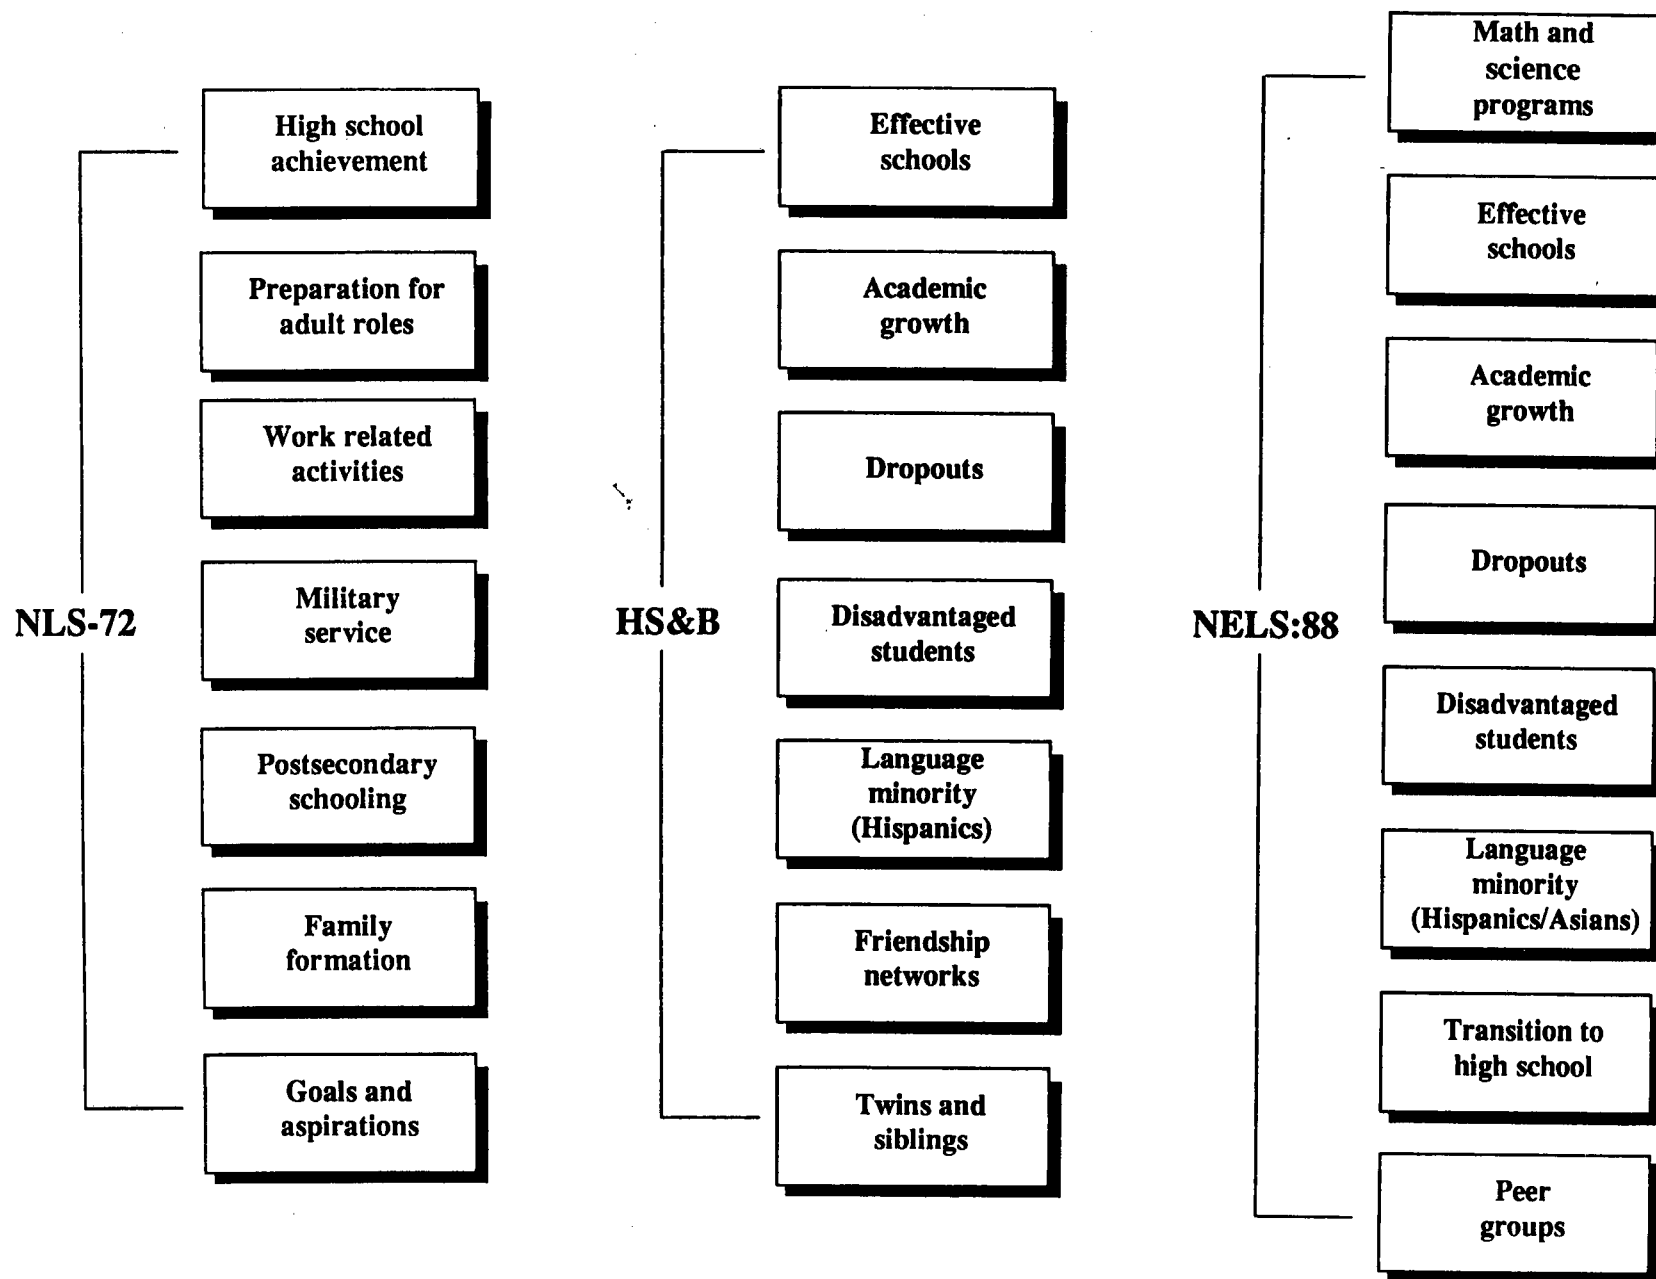 NLS-72
High school
achievement
Preparation for
adult roles
Work related
activities
Military
service
Postsecondary
schooling
Family
formation
Goals and
aspirations
HS&B
Effective
schools
Academic
growth
Dropouts
Disadvantaged
students
Language
minority
(Hispanics)
Friendship
networks
Twins and
siblings
NELS:88
Math and
science
programs
Effective
schools
Academic
growth
Dropouts
Disadvantaged
students
Language
minority
(Hispanics/Asians)
Transition to
high school
Peer
groups